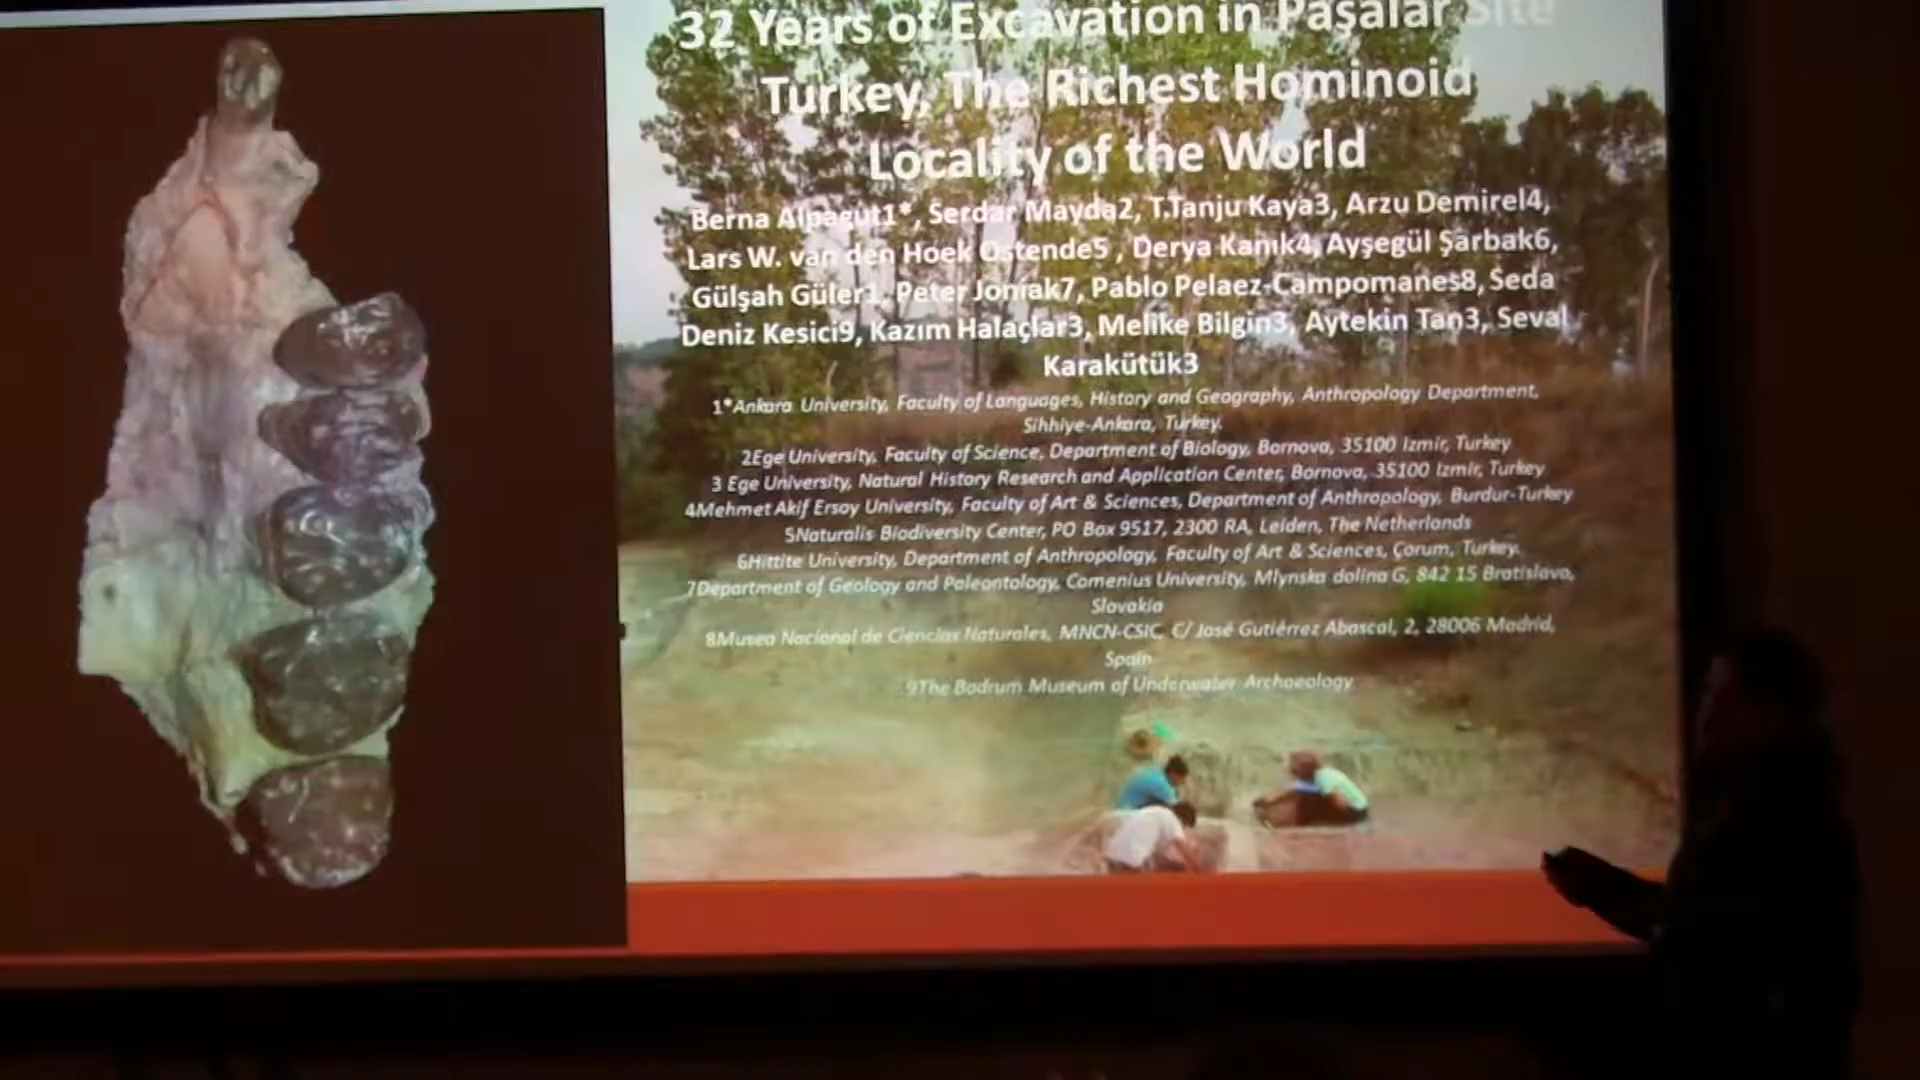 32 Years of Excavation in Paşalar Site
Turkey, The Richest Hominoid
Locality of the World
Berna Alpagut1*, Serdar Mayda2, T.Tanju Kaya3, Arzu Demirel4,
Lars W. van den Hoek Ostende5 , Derya Kanık4, Ayşegül Şarbak6,
Gülşah Güler1, Peter Joniak7, Pablo Pelaez-Campomanes8, Seda
Deniz Kesici9, Kazım Halaçlar3, Melike Bilgin3, Aytekin Tan3, Seval
Karakütük3
1*Ankara University, Faculty of Languages, History and Geography, Anthropology Department,
Sihhiye-Ankara, Turkey.
2Ege University, Faculty of Science, Department of Biology, Bornova, 35100 Izmir, Turkey
3 Ege University, Natural History Research and Application Center, Bornova, 35100 Izmir, Turkey
4Mehmet Akif Ersoy University, Faculty of Art & Sciences, Department of Anthropology, Burdur-Turkey
5Naturalis Biodiversity Center, PO Box 9517, 2300 RA, Leiden, The Netherlands
6Hittite University, Department of Anthropology, Faculty of Art & Sciences, Çorum, Turkey.
7Department of Geology and Paleontology, Comenius University, Mlynska dolina G, 842 15 Bratislava,
Slovakia
8Museo Nacional de Ciencias Naturales, MNCN-CSIC, C/ José Gutiérrez Abascal, 2, 28006 Madrid,
Spain
9The Bodrum Museum of Underwater Archaeology